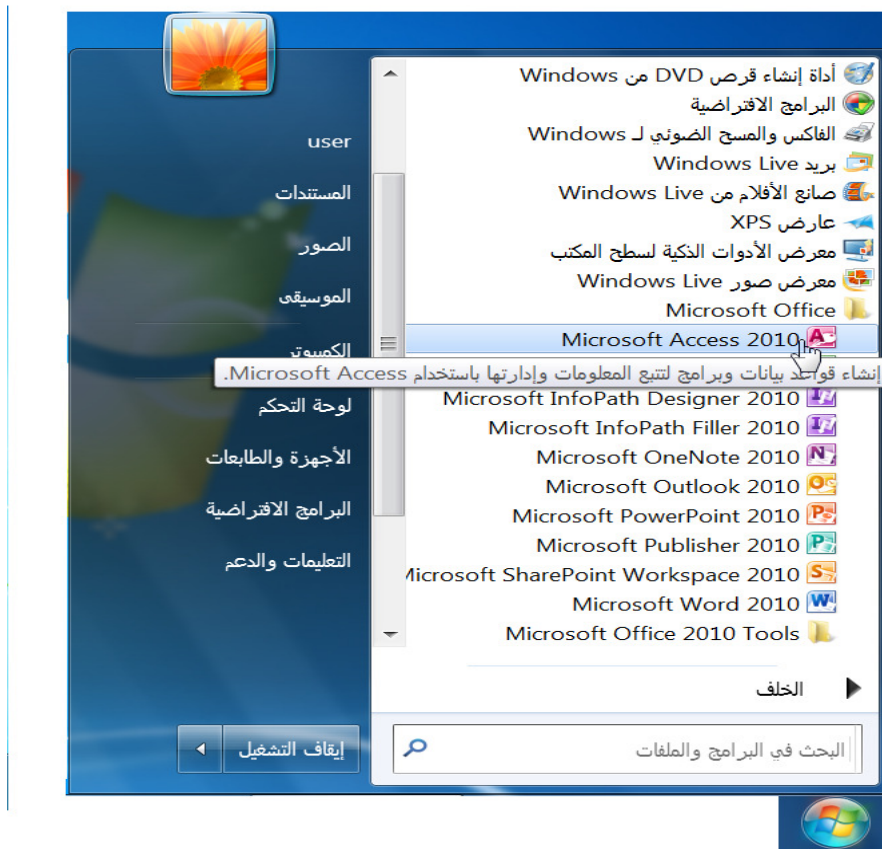 أداة إنشاء قرص DVD من Windows
البرامج الافتراضية
الفاكس والمسح الضوئي لـ Windows
بريد Windows Live
صانع الأفلام من Windows Live
عارض XPS
معرض الأدوات الذكية لسطح المكتب
معرض صور Windows Live
Microsoft Office
Microsoft Access 2010
إنشاء قواعد بيانات وبرامج لتتبع المعلومات وإدارتها باستخدام Microsoft Access.
Microsoft InfoPath Designer 2010
Microsoft InfoPath Filler 2010
Microsoft OneNote 2010
Microsoft Outlook 2010
Microsoft PowerPoint 2010
Microsoft Publisher 2010
Microsoft SharePoint Workspace 2010
Microsoft Word 2010
Microsoft Office 2010 Tools
الخلف
البحث في البرامج والملفات
user
المستندات
الصور
الموسيقى
الكمبيوتر
لوحة التحكم
الأجهزة والطابعات
البرامج الافتراضية
التعليمات والدعم
إيقاف التشغيل